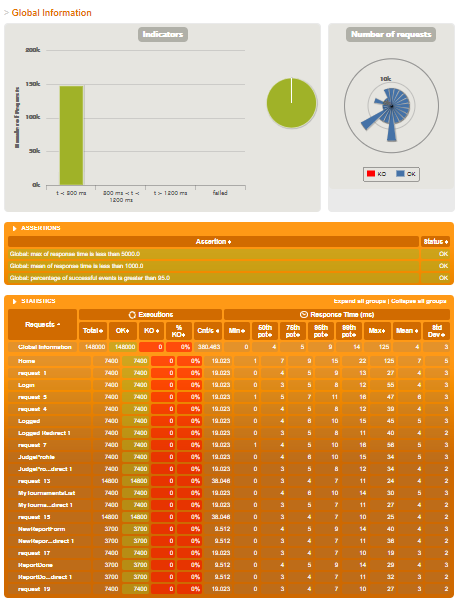 > Global Information
Indicators
Number of requests
200k
150k
100k
50k
0k
Number of Requests
t < 800 ms
800 ms < t < 1200 ms
t > 1200 ms
failed
10k
KO OK
ASSERTIONS
Assertion Status
Global: max of response time is less than 5000.0 OK
Global: mean of response time is less than 1000.0 OK
Global: percentage of successful events is greater than 95.0 OK
STATISTICS Expand all groups | Collapse all groups
Requests Executions Response Time (ms)
Total OK KO % KO Cnt/s Min 50th pct 75th pct 95th pct 99th pct Max Mean Std Dev
Global Information 148000 148000 0 0% 380.463 0 4 5 9 14 125 4 3
Home 7400 7400 0 0% 19.023 1 7 9 15 22 125 7 5
request 1 7400 7400 0 0% 19.023 0 4 5 9 13 27 4 3
Login 7400 7400 0 0% 19.023 0 3 5 8 12 55 4 3
request 3 7400 7400 0 0% 19.023 1 5 7 11 16 47 6 3
request 4 7400 7400 0 0% 19.023 0 4 5 8 12 39 4 3
Logged 7400 7400 0 0% 19.023 0 4 6 10 15 45 5 3
Logged Redirect 1 7400 7400 0 0% 19.023 0 3 5 8 11 40 4 2
request 7 7400 7400 0 0% 19.023 1 4 5 10 16 56 5 3
JudgeProfile 7400 7400 0 0% 19.023 0 4 6 10 15 34 5 3
JudgePro...direct 1 7400 7400 0 0% 19.023 0 3 5 8 12 34 4 2
request 13 14800 14800 0 0% 38.046 0 3 4 7 11 24 4 2
MyTournamentsList 7400 7400 0 0% 19.023 0 4 6 10 14 30 5 3
MyTourna...direct 1 7400 7400 0 0% 19.023 0 3 5 7 11 27 4 2
request 15 14800 14800 0 0% 38.046 0 3 4 7 10 25 4 2
NewReportForm 3700 3700 0 0% 9.512 0 4 5 9 14 40 4 3
NewRepor...direct 1 3700 3700 0 0% 9.512 0 3 4 7 11 36 4 2
request 17 7400 7400 0 0% 19.023 0 3 4 7 10 19 3 2
ReportDone 3700 3700 0 0% 9.512 0 4 5 9 14 29 4 3
ReportDo...direct 1 3700 3700 0 0% 9.512 0 3 4 7 11 32 3 2
request 19 7400 7400 0 0% 19.023 0 3 4 7 10 27 3 2